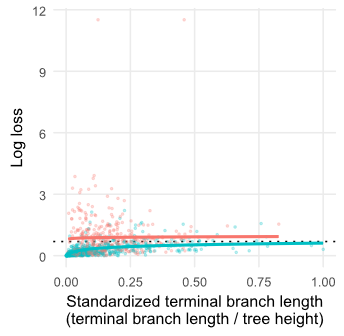 12
9
6
3
0
Log loss
0.00 0.25 0.50 0.75 1.00
Standardized terminal branch length
(terminal branch length / tree height)